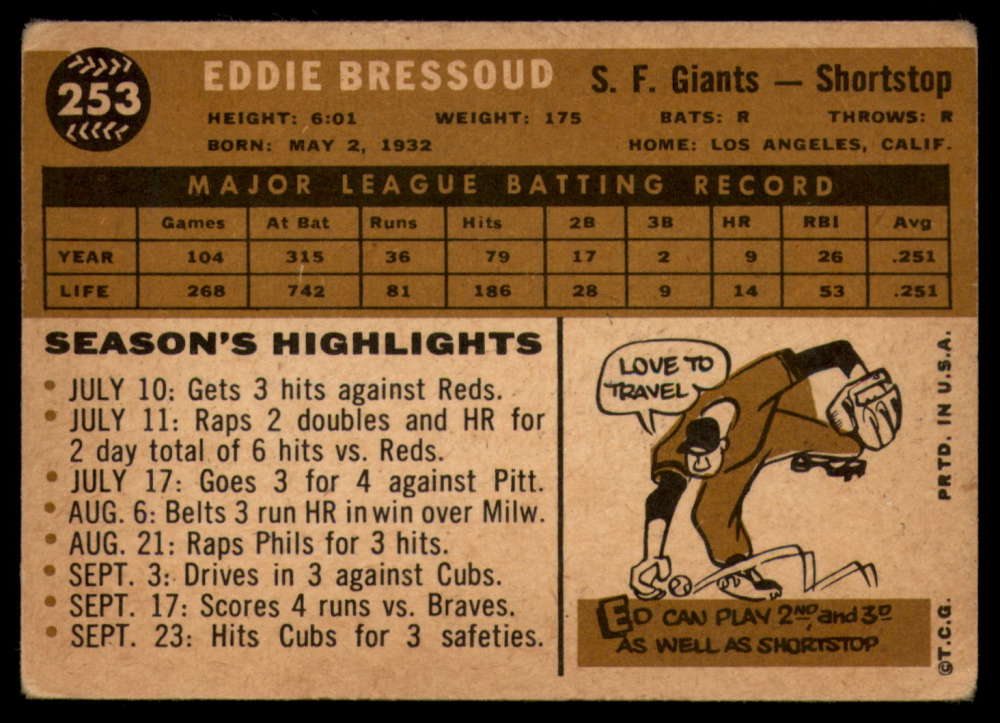 253
EDDIE BRESSOUD S. F. Giants — Shortstop
HEIGHT: 6:01 WEIGHT: 175 BATS: R THROWS: R
BORN: MAY 2, 1932 HOME: LOS ANGELES, CALIF.
MAJOR LEAGUE BATTING RECORD
Games At Bat Runs Hits 2B 3B HR RBI Avg
YEAR 104 315 36 79 17 2 9 26 .251
LIFE 268 742 81 186 28 9 14 53 .251
SEASON'S HIGHLIGHTS
• JULY 10: Gets 3 hits against Reds.
• JULY 11: Raps 2 doubles and HR for
2 day total of 6 hits vs. Reds.
• JULY 17: Goes 3 for 4 against Pitt.
• AUG. 6: Belts 3 run HR in win over Milw.
• AUG. 21: Raps Phils for 3 hits.
• SEPT. 3: Drives in 3 against Cubs.
• SEPT. 17: Scores 4 runs vs. Braves.
• SEPT. 23: Hits Cubs for 3 safeties.
LOVE TO
TRAVEL
ED CAN PLAY 2ND and 3D
AS WELL AS SHORTSTOP
©T.C.G. PRTD. IN U.S.A.